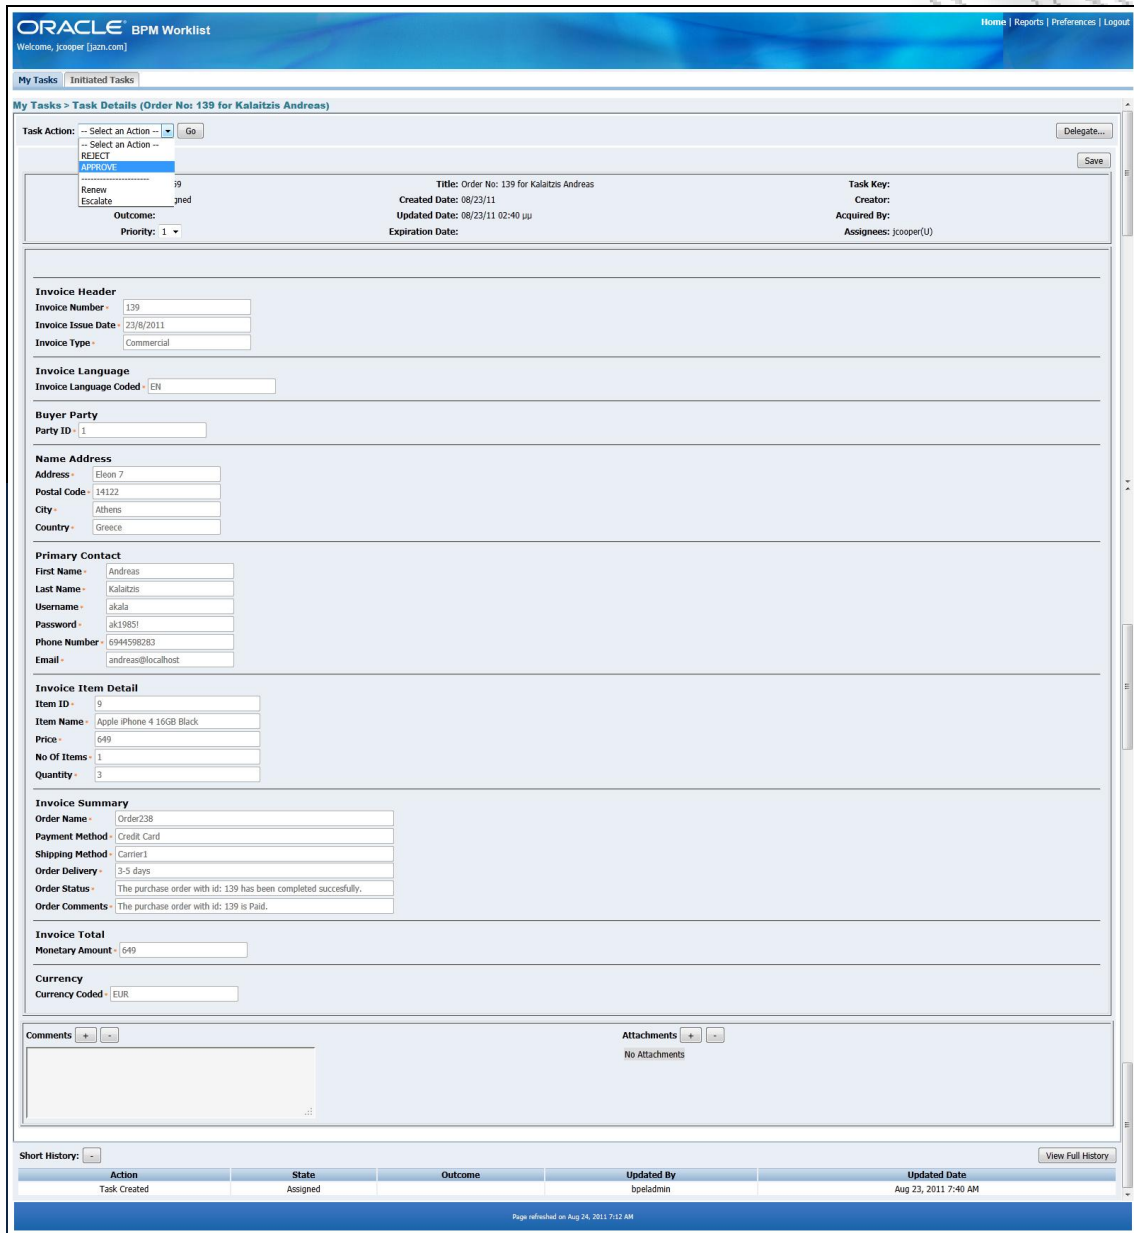 ORACLE BPM Worklist
Home | Reports | Preferences | Logout
Welcome, jcooper [jazn.com]
My Tasks Initiated Tasks
My Tasks > Task Details (Order No: 139 for Kalaitzis Andreas)
Task Action: -- Select an Action -- Go Delegate...
-- Select an Action --
REJECT
APPROVE
Save
----------------------
Renew
Escalate
69 Title: Order No: 139 for Kalaitzis Andreas Task Key:
gned Created Date: 08/23/11 Creator:
Outcome: Updated Date: 08/23/11 02:40 μμ Acquired By:
Priority: 1 Expiration Date: Assignees: jcooper(U)
Invoice Header
Invoice Number * 139
Invoice Issue Date * 23/8/2011
Invoice Type * Commercial
Invoice Language
Invoice Language Coded * EN
Buyer Party
Party ID * 1
Name Address
Address * Eleon 7
Postal Code * 14122
City * Athens
Country * Greece
Primary Contact
First Name * Andreas
Last Name * Kalaitzis
Username * akala
Password * ak1985!
Phone Number * 6944598283
Email * andreas@localhost
Invoice Item Detail
Item ID * 9
Item Name * Apple iPhone 4 16GB Black
Price * 649
No Of Items * 1
Quantity * 3
Invoice Summary
Order Name * Order238
Payment Method * Credit Card
Shipping Method * Carrier1
Order Delivery * 3-5 days
Order Status * The purchase order with id: 139 has been completed succesfully.
Order Comments * The purchase order with id: 139 is Paid.
Invoice Total
Monetary Amount * 649
Currency
Currency Coded * EUR
Comments + - Attachments + -
No Attachments
Short History: - View Full History
Action State Outcome Updated By Updated Date
Task Created Assigned bpeladmin Aug 23, 2011 7:40 AM
Page refreshed on Aug 24, 2011 7:12 AM